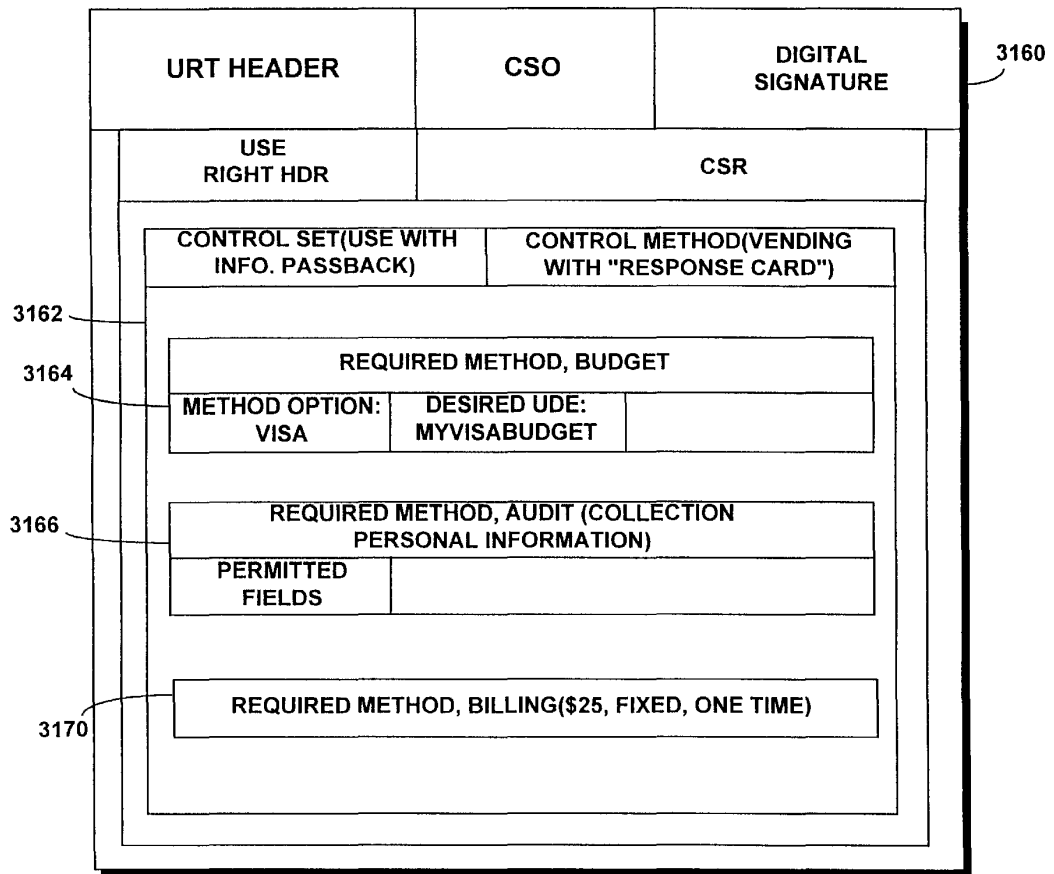 URT HEADER
CSO
DIGITAL
SIGNATURE
3160
USE
RIGHT HDR
CSR
CONTROL SET(USE WITH
INFO. PASSBACK)
CONTROL METHOD(VENDING
WITH "RESPONSE CARD")
3162
REQUIRED METHOD, BUDGET
3164
METHOD OPTION:
VISA
DESIRED UDE:
MYVISABUDGET
3166
REQUIRED METHOD, AUDIT (COLLECTION
PERSONAL INFORMATION)
PERMITTED
FIELDS
REQUIRED METHOD, BILLING($25, FIXED, ONE TIME)
3170